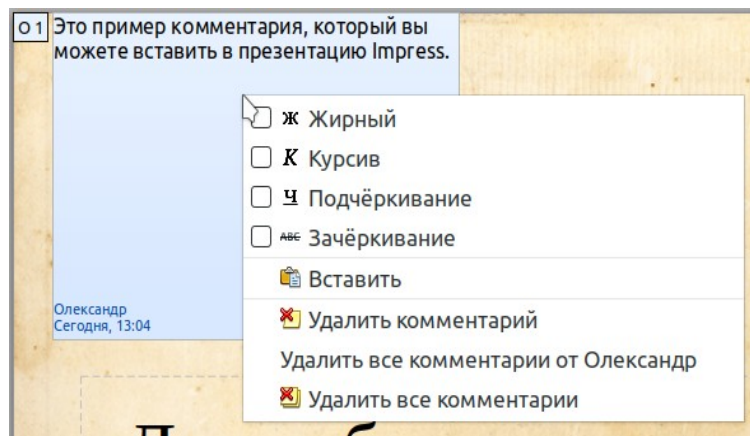 О 1
Это пример комментария, который вы
можете вставить в презентацию Impress.
Ж Жирный
К Курсив
Ч Подчёркивание
ABC Зачёркивание
Вставить
Олександр
Сегодня, 13:04
Удалить комментарий
Удалить все комментарии от Олександр
Удалить все комментарии